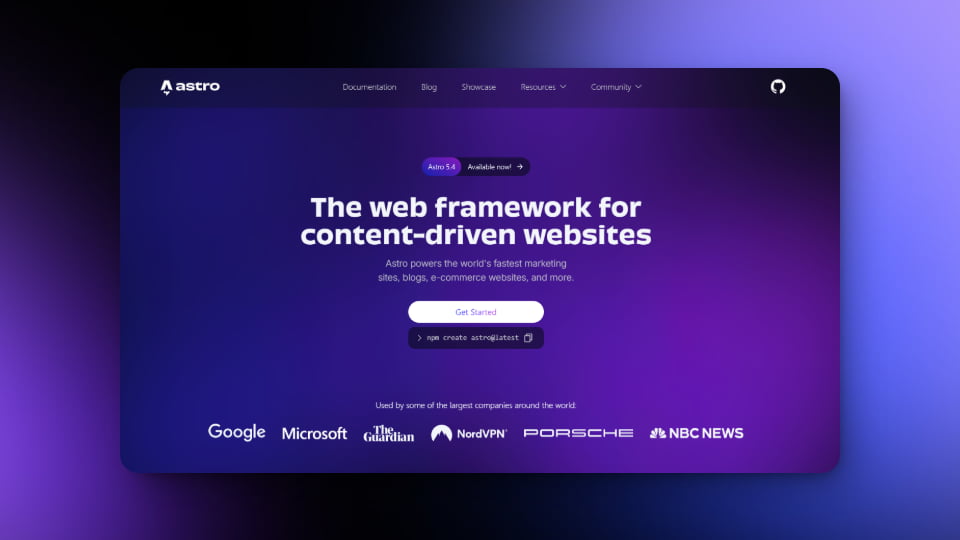 astro
Documentation Blog Showcase Resources Community
Astro 5.4 Available now!
The web framework for
content-driven websites
Astro powers the world's fastest marketing
sites, blogs, e-commerce websites, and more.
Get Started
> npm create astro@latest
Used by some of the largest companies around the world:
Google Microsoft The Guardian NordVPN® PORSCHE NBC NEWS